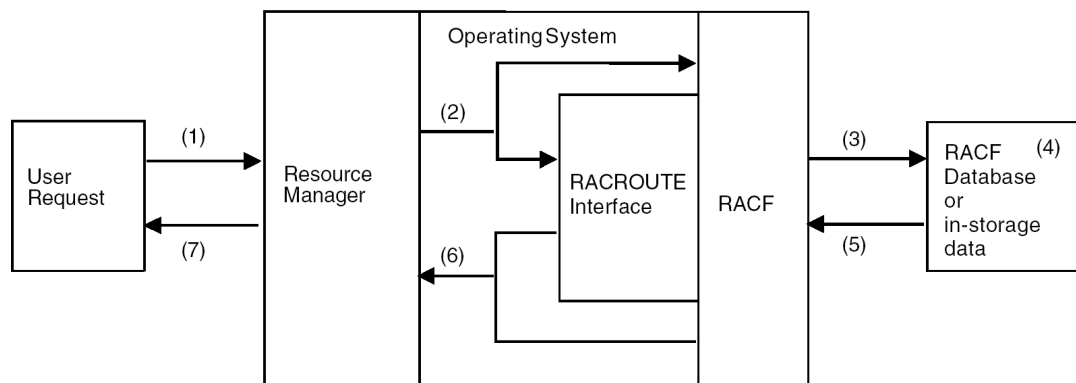 Operating System
(1)
(2)
(3)
User
Request
Resource
Manager
RACROUTE
Interface
RACF
RACF (4)
Database
or
in-storage
data
(7)
(6)
(5)